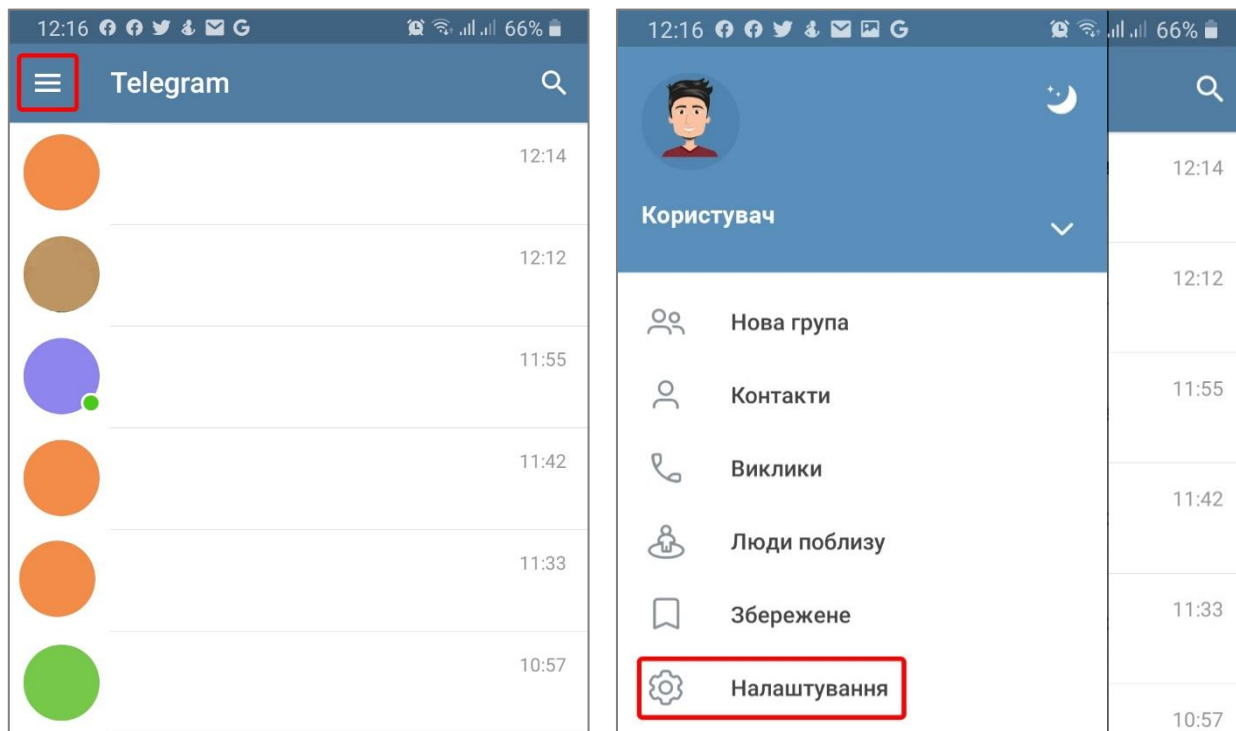 12:16 G 66%
Telegram
12:14
12:12
11:55
11:42
11:33
10:57
12:16 G 66%
Користувач
Нова група
Контакти
Виклики
Люди поблизу
Збережене
Налаштування
12:14
12:12
11:55
11:42
11:33
10:57